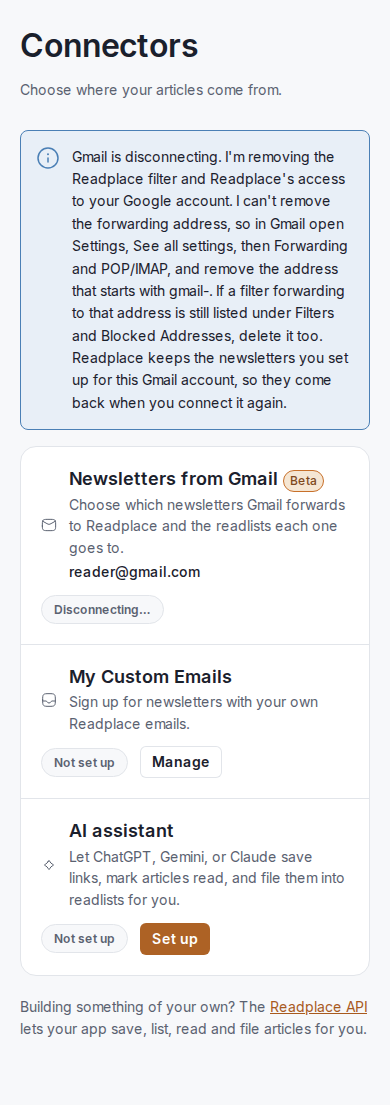 Connectors
Choose where your articles come from.
Gmail is disconnecting. I'm removing the
Readplace filter and Readplace's access
to your Google account. I can't remove
the forwarding address, so in Gmail open
Settings, See all settings, then Forwarding
and POP/IMAP, and remove the address
that starts with gmail-. If a filter forwarding
to that address is still listed under Filters
and Blocked Addresses, delete it too.
Readplace keeps the newsletters you set
up for this Gmail account, so they come
back when you connect it again.
Newsletters from Gmail Beta
Choose which newsletters Gmail forwards
to Readplace and the readlists each one
goes to.
reader@gmail.com
Disconnecting...
My Custom Emails
Sign up for newsletters with your own
Readplace emails.
Not set up Manage
AI assistant
Let ChatGPT, Gemini, or Claude save
links, mark articles read, and file them into
readlists for you.
Not set up Set up
Building something of your own? The Readplace API
lets your app save, list, read and file articles for you.